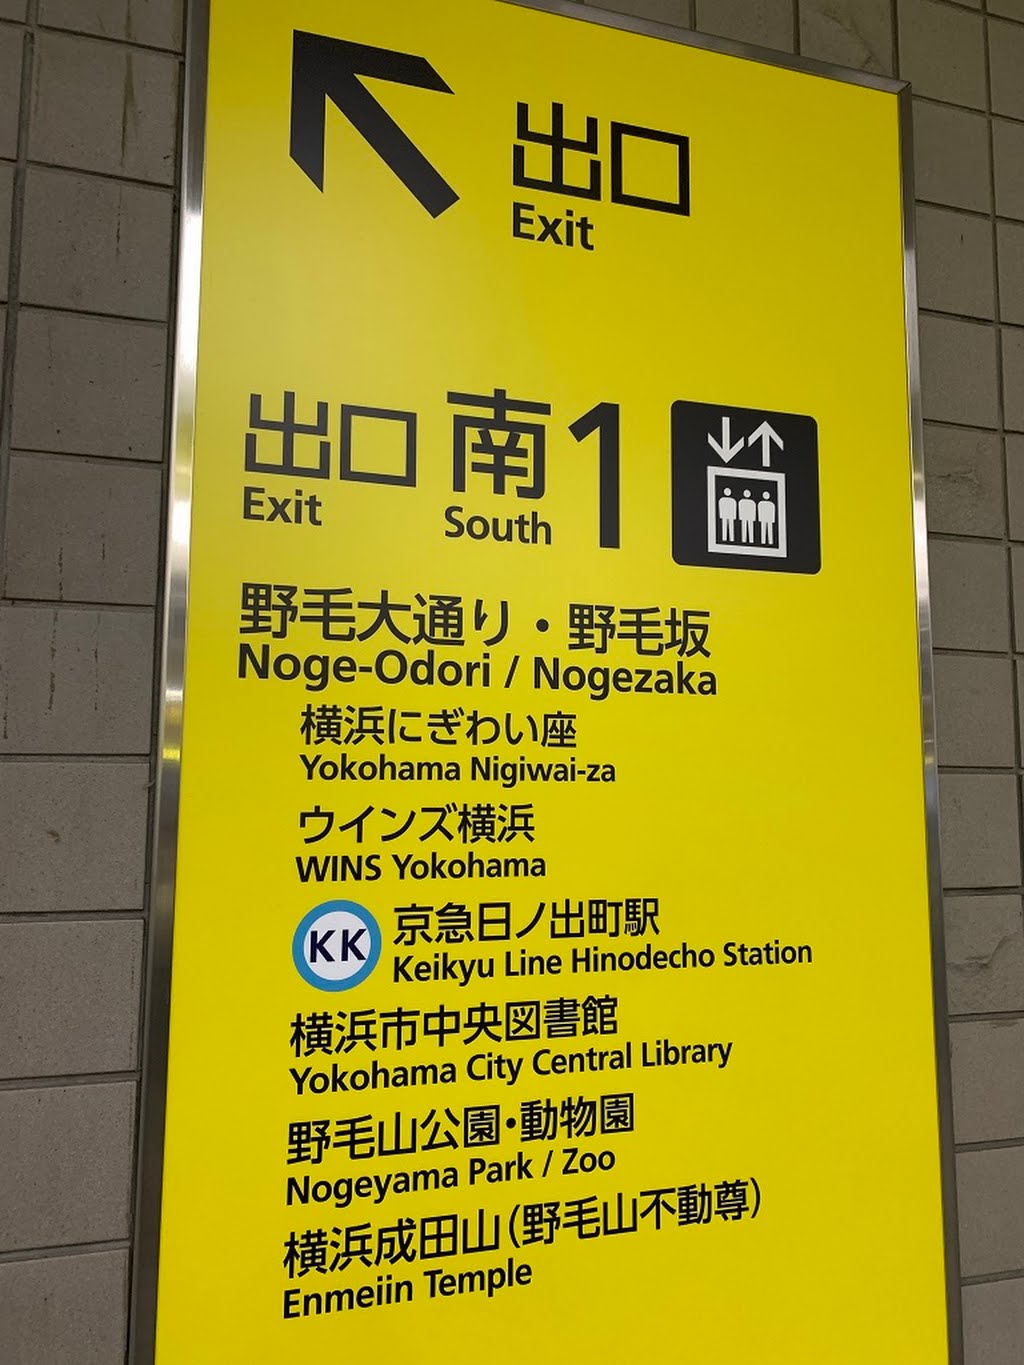 出口
Exit
出口 南1
Exit South
野毛大通り・野毛坂
Noge-Odori / Nogezaka
横浜にぎわい座
Yokohama Nigiwai-za
ウインズ横浜
WINS Yokohama
KK 京急日ノ出町駅
Keikyu Line Hinodecho Station
横浜市中央図書館
Yokohama City Central Library
野毛山公園・動物園
Nogeyama Park / Zoo
横浜成田山(野毛山不動尊)
Enmeiin Temple